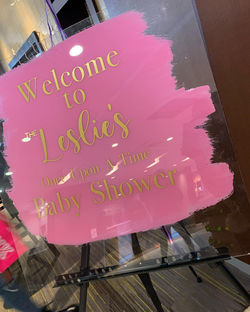 Welcome
to
THE Leslie's
Once Upon A Time
Baby Shower